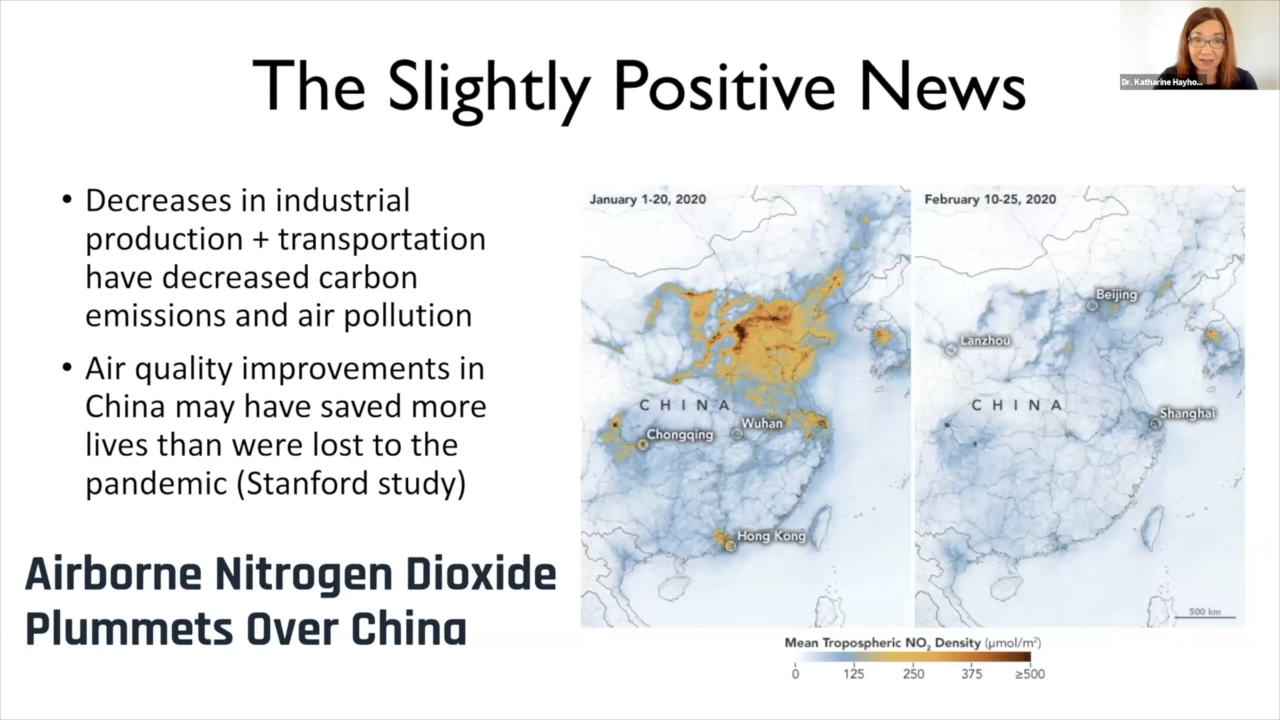 The Slightly Positive News
Dr. Katharine Hayho...
• Decreases in industrial
production + transportation
have decreased carbon
emissions and air pollution
• Air quality improvements in
China may have saved more
lives than were lost to the
pandemic (Stanford study)
Airborne Nitrogen Dioxide
Plummets Over China
January 1-20, 2020
CHINA
Wuhan
Chongqing
Hong Kong
February 10-25, 2020
Beijing
Lanzhou
CHINA
Shanghai
500 km
Mean Tropospheric NO₂ Density (µmol/m²)
0 125 250 375 ≥500